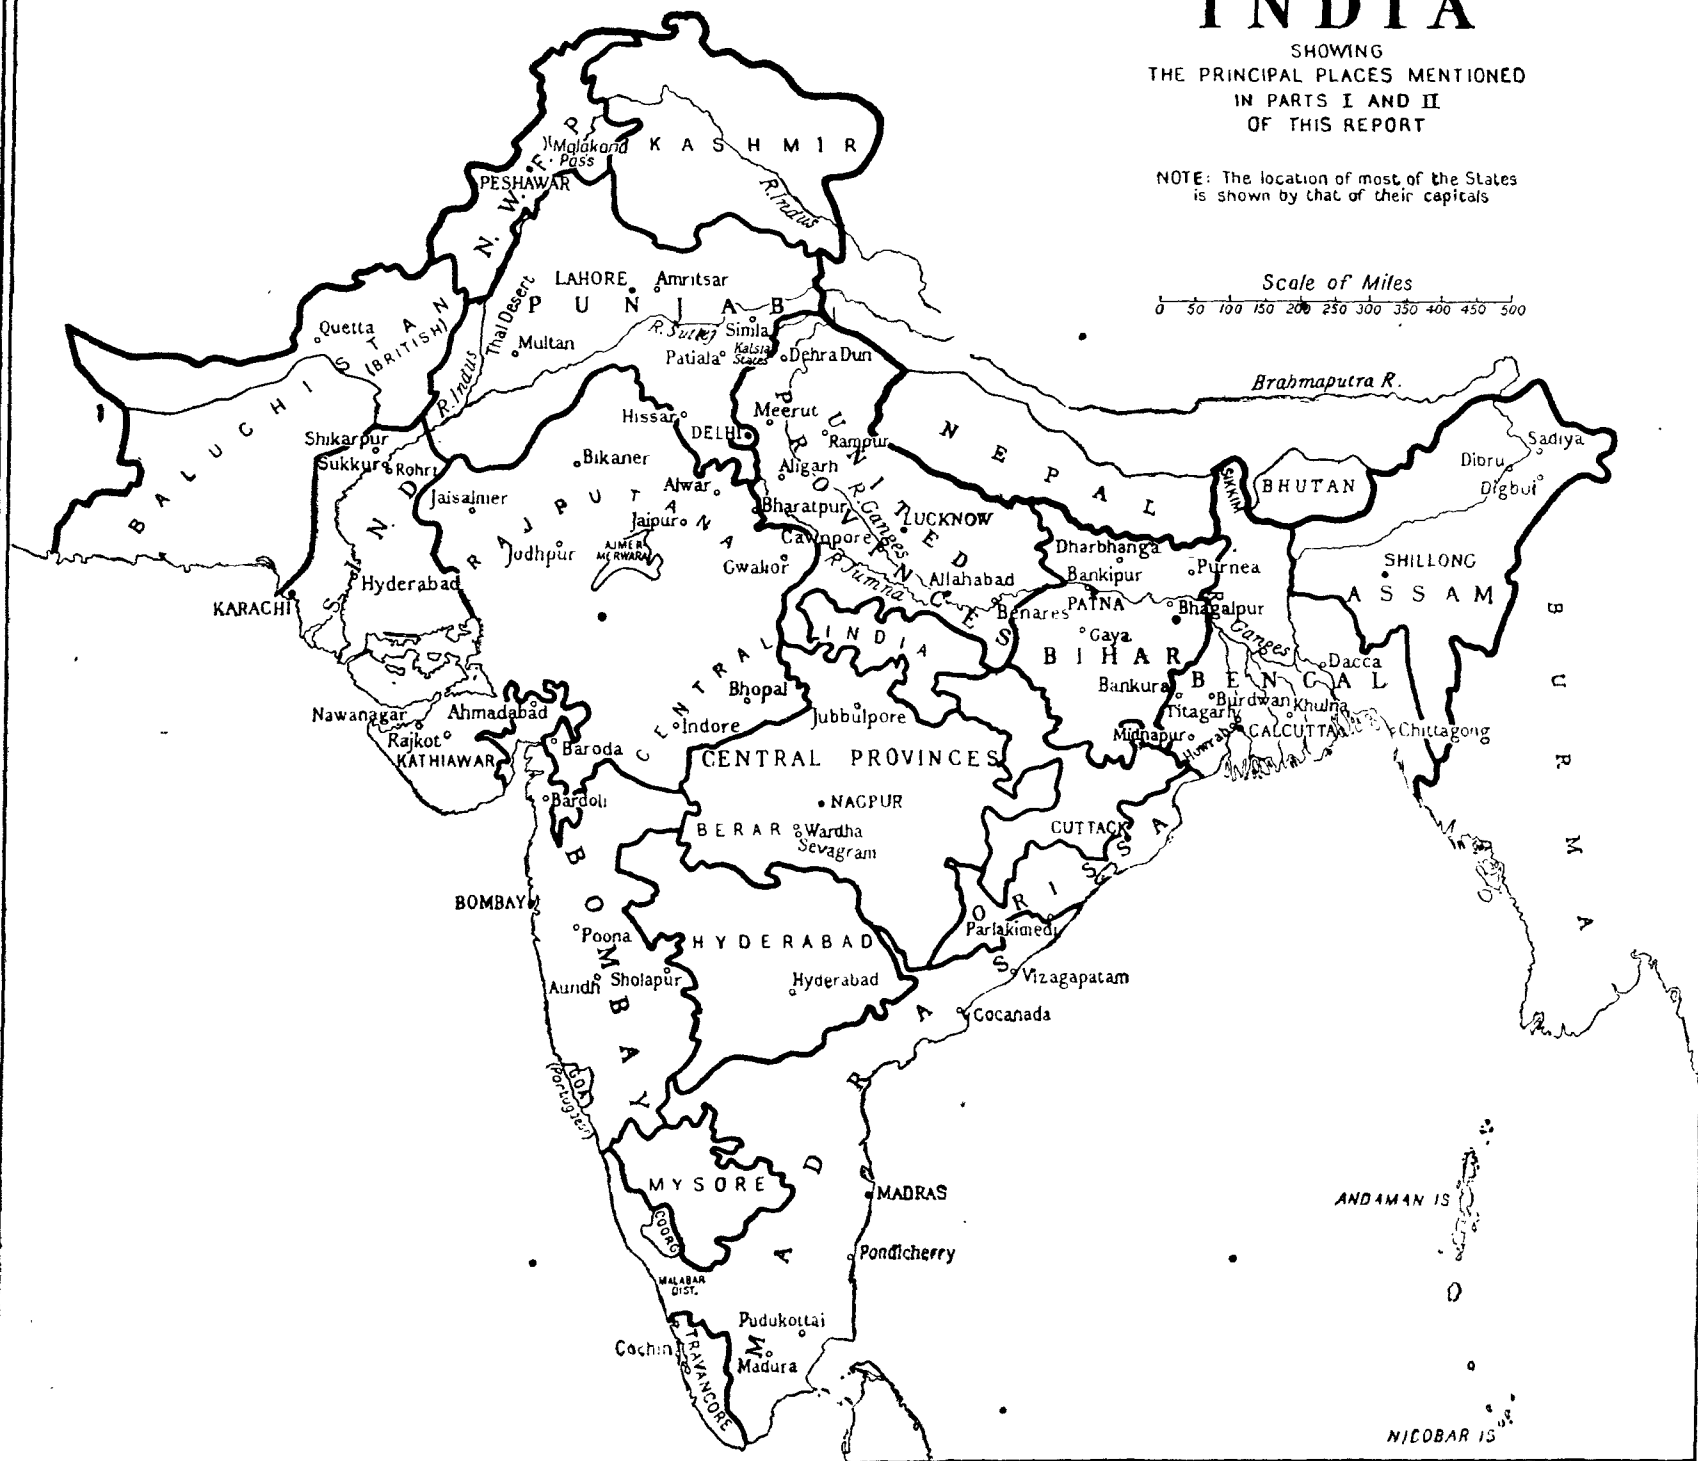 INDIA
SHOWING
THE PRINCIPAL PLACES MENTIONED
IN PARTS I AND II
OF THIS REPORT
NOTE: The location of most of the States
is shown by that of their capitals
Scale of Miles
0 50 100 150 200 250 300 350 400 450 500
KASHMIR
N. W. F. P
Malakand
Pass
PESHAWAR
R. Indus
LAHORE
Amritsar
PUNJAB
Thal Desert
Multan
R. Sutlej
Simla
Patiala
Kalsia
States
Dehra Dun
Quetta
BALUCHISTAN
(BRITISH)
R. Indus
Brahmaputra R.
Hissar
DELHI
Meerut
Rampur
UNITED
PROVINCES
NEPAL
SIKKIM
BHUTAN
Sadiya
Dibru
Digboi
Shikarpur
Sukkur
Rohri
SIND
Bikaner
Aligarh
Alwar
Jaisalmer
RAJPUTANA
Jaipur
Bharatpur
R. Ganges
LUCKNOW
Cawnpore
Jodhpur
AJMER
MERWARA
Gwalior
R. Jumna
Allahabad
Benares
Dharbhanga
Bankipur
PATNA
Purnea
Bhagalpur
SHILLONG
ASSAM
Hyderabad
KARACHI
CENTRAL
INDIA
Gaya
BIHAR
R. Ganges
Dacca
BENGAL
BURMA
Bankura
Burdwan
Khulna
Titagarh
Midnapur
Howrah
CALCUTTA
Chittagong
Bhopal
Indore
Jubbulpore
Nawanagar
Ahmadabad
Rajkot
KATHIAWAR
Baroda
CENTRAL PROVINCES
Bardoli
NAGPUR
BERAR
Wardha
Sevagram
CUTTACK
ORISSA
BOMBAY
BOMBAY
Poona
HYDERABAD
Parlakimedi
Aundh
Sholapur
Hyderabad
Vizagapatam
Cocanada
GOA
(Portuguese)
MADRAS
MYSORE
MADRAS
COORG
Pondicherry
MALABAR
DIST.
ANDAMAN IS
Pudukottai
Cochin
TRAVANCORE
Madura
NICOBAR IS